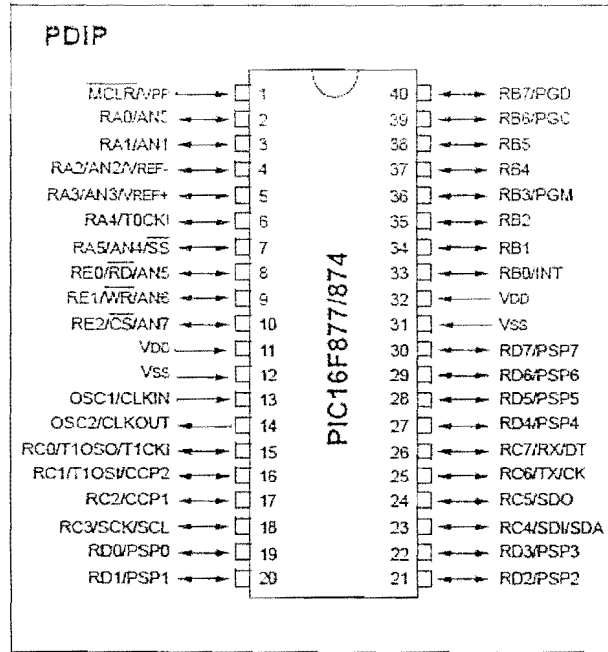 PDIP
MCLR/VPP 1
RA0/AN0 2
RA1/AN1 3
RA2/AN2/VREF- 4
RA3/AN3/VREF+ 5
RA4/T0CKI 6
RA5/AN4/SS 7
RE0/RD/AN5 8
RE1/WR/AN6 9
RE2/CS/AN7 10
VDD 11
VSS 12
OSC1/CLKIN 13
OSC2/CLKOUT 14
RC0/T1OSO/T1CKI 15
RC1/T1OSI/CCP2 16
RC2/CCP1 17
RC3/SCK/SCL 18
RD0/PSP0 19
RD1/PSP1 20
PIC16F877/874
40 RB7/PGD
39 RB6/PGC
38 RB5
37 RB4
36 RB3/PGM
35 RB2
34 RB1
33 RB0/INT
32 VDD
31 VSS
30 RD7/PSP7
29 RD6/PSP6
28 RD5/PSP5
27 RD4/PSP4
26 RC7/RX/DT
25 RC6/TX/CK
24 RC5/SDO
23 RC4/SDI/SDA
22 RD3/PSP3
21 RD2/PSP2